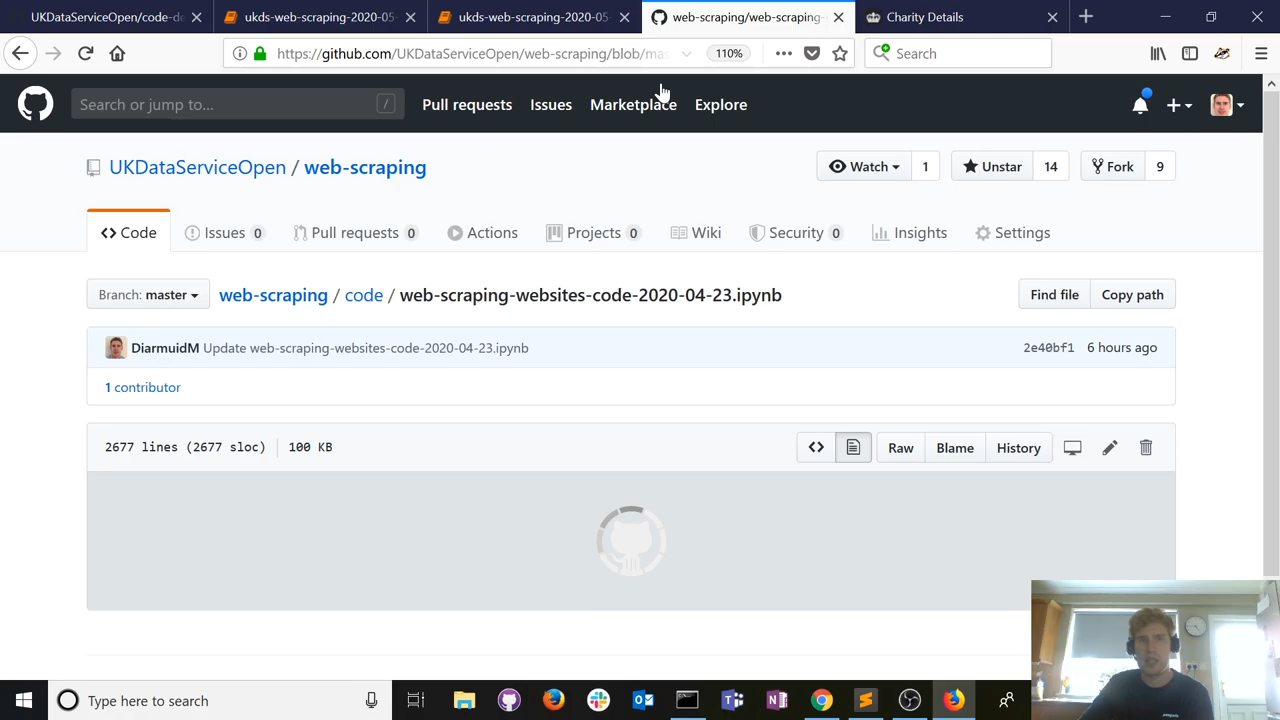 UKDataServiceOpen/code-de
ukds-web-scraping-2020-05-
ukds-web-scraping-2020-05-
web-scraping/web-scraping-
Charity Details
https://github.com/UKDataServiceOpen/web-scraping/blob/mas
110%
Search
Search or jump to...
/
Pull requests
Issues
Marketplace
Explore
UKDataServiceOpen / web-scraping
Watch 1
Unstar 14
Fork 9
<> Code
Issues 0
Pull requests 0
Actions
Projects 0
Wiki
Security 0
Insights
Settings
Branch: master
web-scraping / code / web-scraping-websites-code-2020-04-23.ipynb
Find file
Copy path
DiarmuidM Update web-scraping-websites-code-2020-04-23.ipynb
2e40bf1 6 hours ago
1 contributor
2677 lines (2677 sloc) | 100 KB
<>
Raw
Blame
History
Type here to search